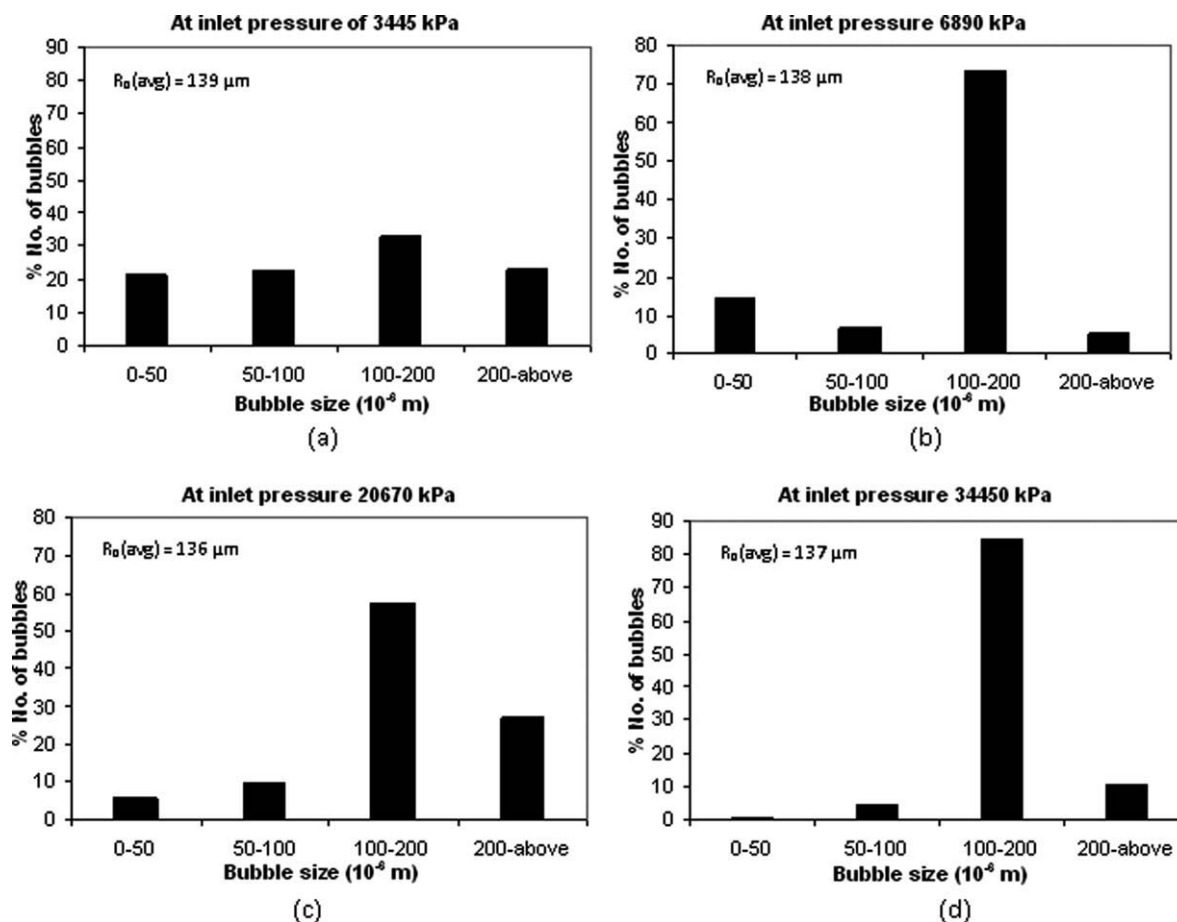 At inlet pressure of 3445 kPa
R₀(avg) = 139 µm
90
80
70
60
50
40
30
20
10
0
% No. of bubbles
0-50 50-100 100-200 200-above
Bubble size (10⁻⁶ m)
(a)
At inlet pressure 6890 kPa
R₀(avg) = 138 µm
80
70
60
50
40
30
20
10
0
% No. of bubbles
0-50 50-100 100-200 200-above
Bubble size (10⁻⁶ m)
(b)
At inlet pressure 20670 kPa
R₀(avg) = 136 µm
80
70
60
50
40
30
20
10
0
% No. of bubbles
0-50 50-100 100-200 200-above
Bubble size (10⁻⁶ m)
(c)
At inlet pressure 34450 kPa
R₀(avg) = 137 µm
90
80
70
60
50
40
30
20
10
0
% No. of bubbles
0-50 50-100 100-200 200-above
Bubble size (10⁻⁶ m)
(d)